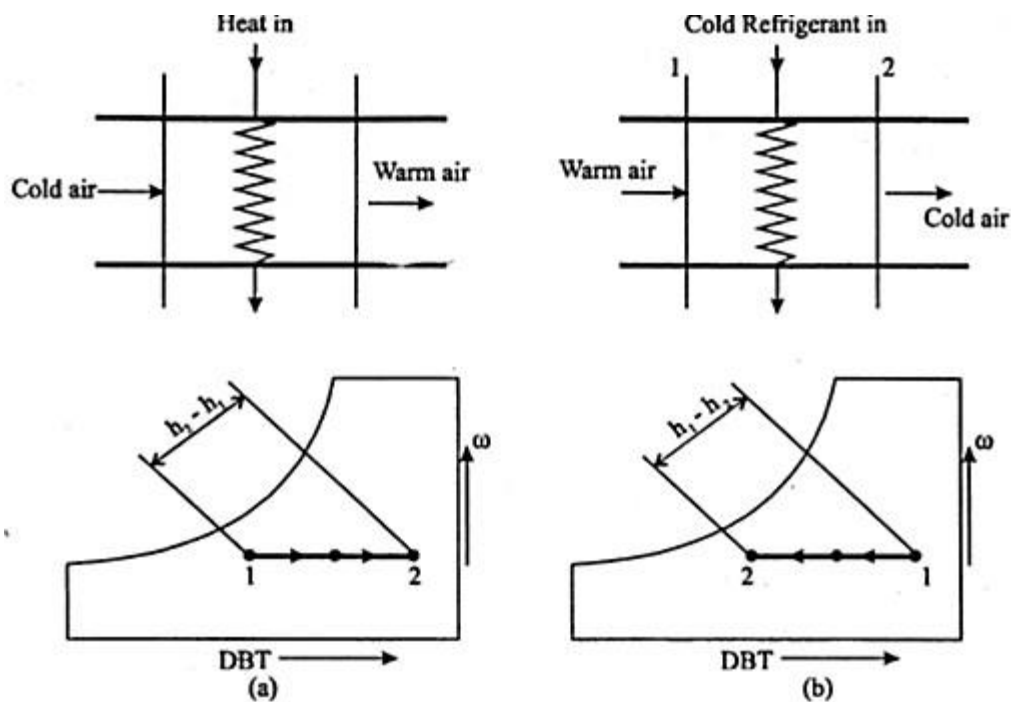 Heat in
Cold air
Warm air
h₂ - h₁
ω
1
2
DBT
(a)
Cold Refrigerant in
1
2
Warm air
Cold air
h₁ - h₂
ω
2
1
DBT
(b)